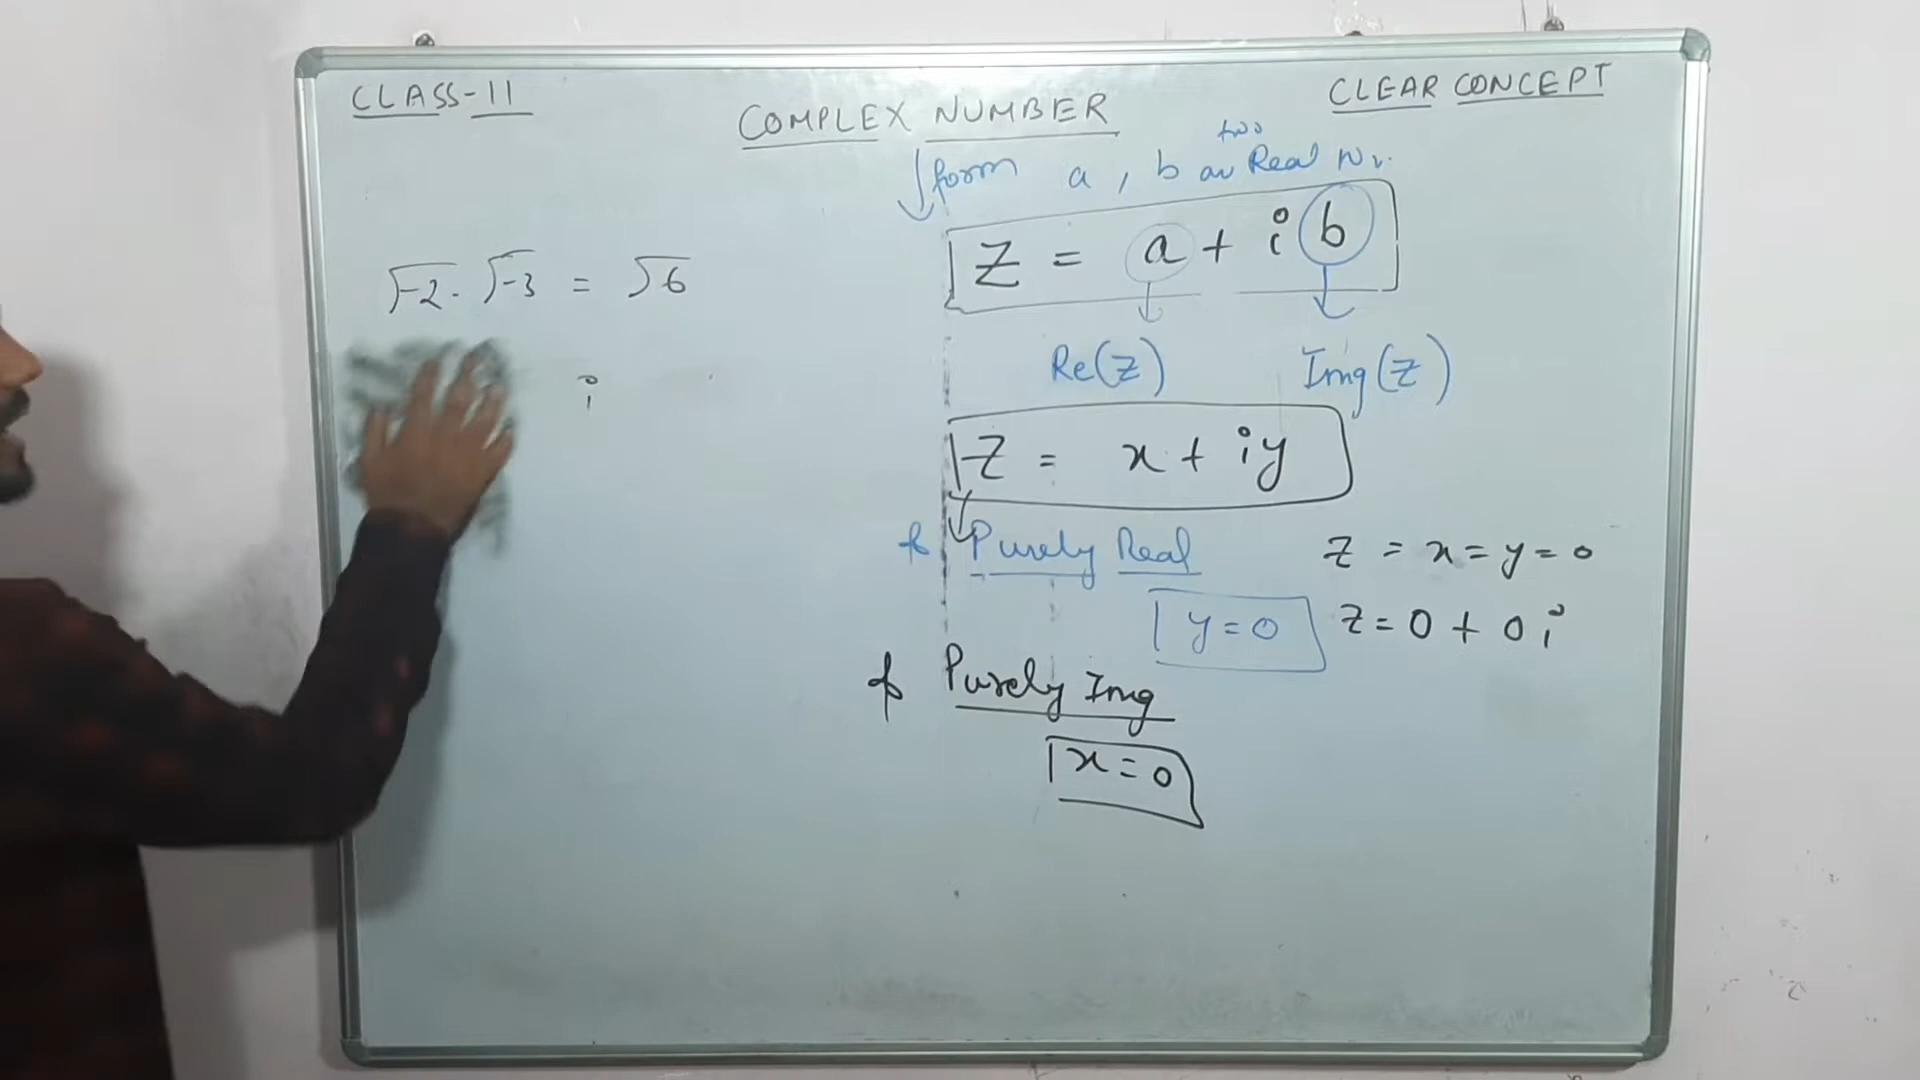 CLASS-11
COMPLEX NUMBER
CLEAR CONCEPT
form a, b are two Real No.
Z = a + ib
√-2 . √-3 = √6
Re(Z)
Img(Z)
i
Z = x + iy
* Purely Real
Z = x = y = 0
y = 0
Z = 0 + 0i
* Purely Img
x = 0